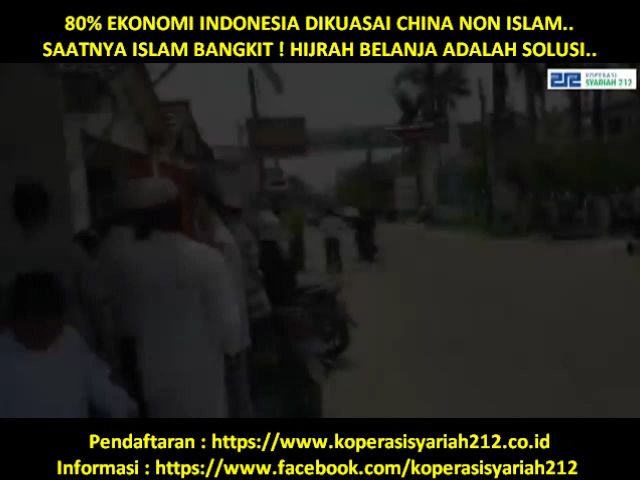 80% EKONOMI INDONESIA DIKUASAI CHINA NON ISLAM..
SAATNYA ISLAM BANGKIT ! HIJRAH BELANJA ADALAH SOLUSI..
212 KOPERASI
SYARIAH 212
Pendaftaran : https://www.koperasisyariah212.co.id
Informasi : https://www.facebook.com/koperasisyariah212